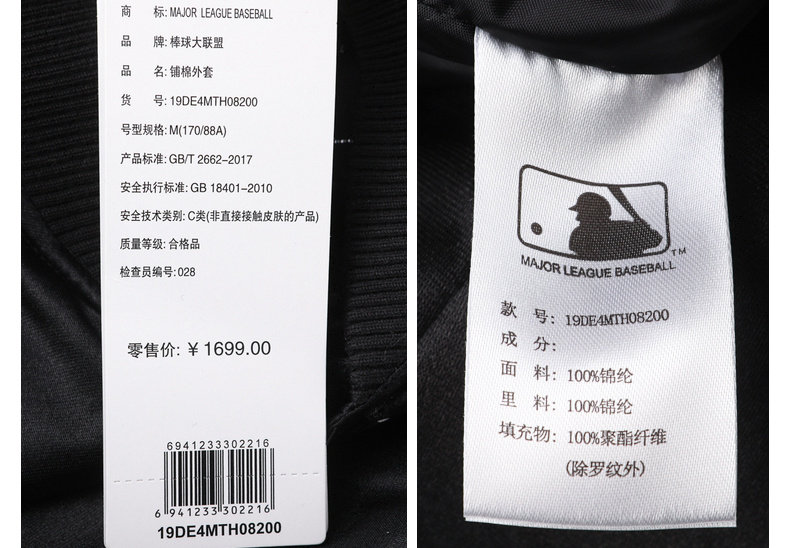 商 标: MAJOR LEAGUE BASEBALL
品 牌: 棒球大联盟
品 名: 铺棉外套
货 号: 19DE4MTH08200
号型规格: M(170/88A)
产品标准: GB/T 2662-2017
安全执行标准: GB 18401-2010
安全技术类别: C类(非直接接触皮肤的产品)
质量等级: 合格品
检查员编号: 028
零售价: ¥ 1699.00
6941233302216
6 941233 302216
19DE4MTH08200
TM
MAJOR LEAGUE BASEBALL
款 号: 19DE4MTH08200
成 分:
面 料: 100%锦纶
里 料: 100%锦纶
填充物: 100%聚酯纤维
(除罗纹外)